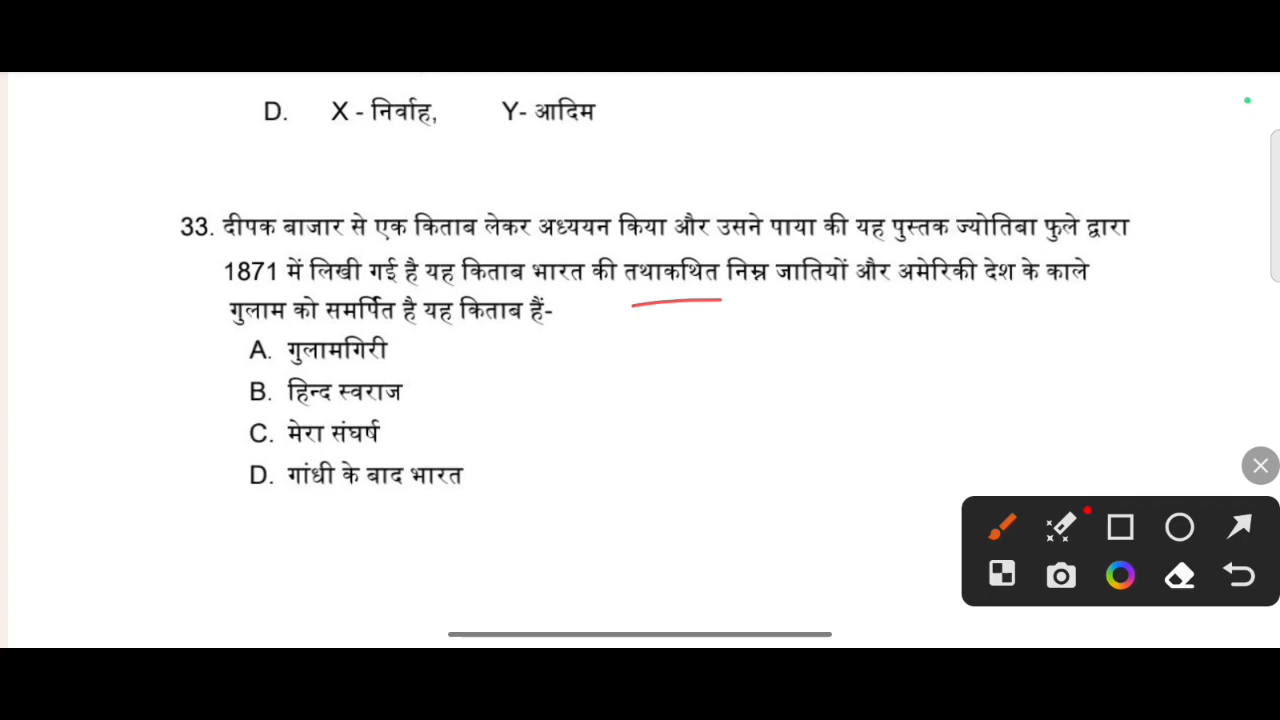 D. X - निर्वाह, Y- आदिम
33. दीपक बाजार से एक किताब लेकर अध्ययन किया और उसने पाया की यह पुस्तक ज्योतिबा फुले द्वारा
1871 में लिखी गई है यह किताब भारत की तथाकथित निम्न जातियों और अमेरिकी देश के काले
गुलाम को समर्पित है यह किताब हैं-
A. गुलामगिरी
B. हिन्द स्वराज
C. मेरा संघर्ष
D. गांधी के बाद भारत